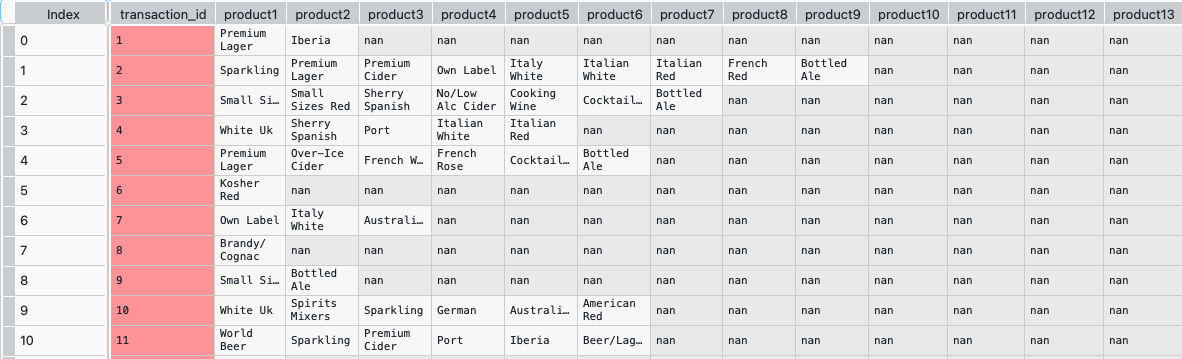 Index transaction_id product1 product2 product3 product4 product5 product6 product7 product8 product9 product10 product11 product12 product13
0 1 Premium Lager Iberia nan nan nan nan nan nan nan nan nan nan nan
1 2 Sparkling Premium Lager Premium Cider Own Label Italy White Italian White Italian Red French Red Bottled Ale nan nan nan nan
2 3 Small Si… Small Sizes Red Sherry Spanish No/Low Alc Cider Cooking Wine Cocktail… Bottled Ale nan nan nan nan nan nan
3 4 White Uk Sherry Spanish Port Italian White Italian Red nan nan nan nan nan nan nan nan
4 5 Premium Lager Over-Ice Cider French W… French Rose Cocktail… Bottled Ale nan nan nan nan nan nan nan
5 6 Kosher Red nan nan nan nan nan nan nan nan nan nan nan nan
6 7 Own Label Italy White Australi… nan nan nan nan nan nan nan nan nan nan
7 8 Brandy/Cognac nan nan nan nan nan nan nan nan nan nan nan nan
8 9 Small Si… Bottled Ale nan nan nan nan nan nan nan nan nan nan nan
9 10 White Uk Spirits Mixers Sparkling German Australi… American Red nan nan nan nan nan nan nan
10 11 World Beer Sparkling Premium Cider Port Iberia Beer/Lag… nan nan nan nan nan nan nan